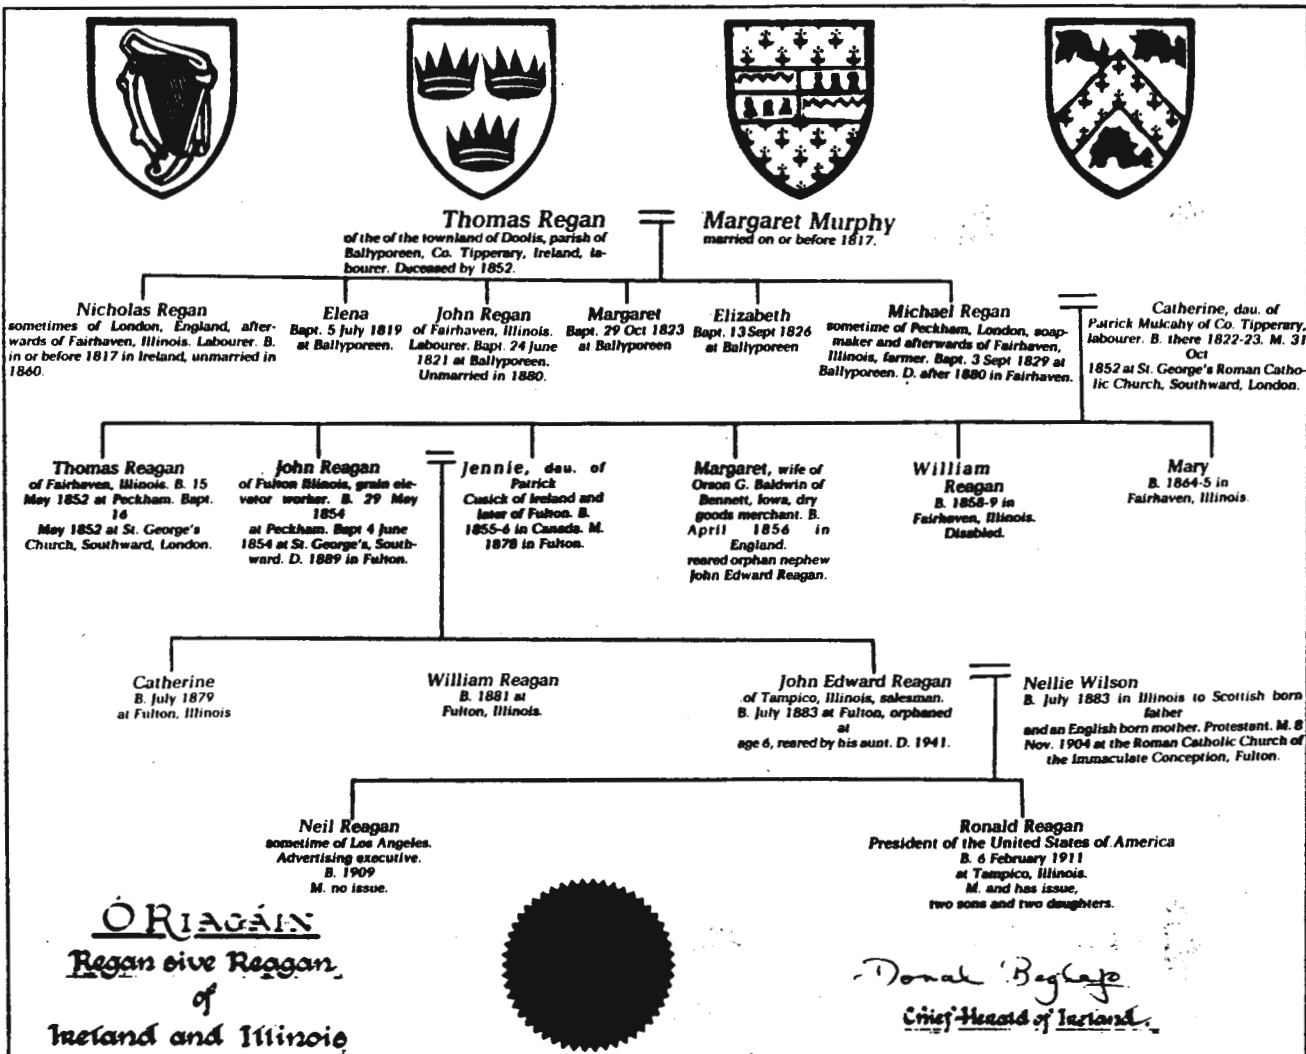 Thomas Regan
of the of the townland of Doolis, parish of
Ballyporeen, Co. Tipperary, Ireland, la-
bourer. Deceased by 1852.
Margaret Murphy
married on or before 1817.
Nicholas Regan
sometimes of London, England, after-
wards of Fairhaven, Illinois. Labourer. B.
in or before 1817 in Ireland, unmarried in
1860.
Elena
Bapt. 5 July 1819
at Ballyporeen.
John Regan
of Fairhaven, Illinois.
Labourer. Bapt. 24 June
1821 at Ballyporeen.
Unmarried in 1880.
Margaret
Bapt. 29 Oct 1823
at Ballyporeen
Elizabeth
Bapt. 13 Sept 1826
at Ballyporeen
Michael Regan
sometime of Peckham, London, soap-
maker and afterwards of Fairhaven,
Illinois, farmer. Bapt. 3 Sept 1829 at
Ballyporeen. D. after 1880 in Fairhaven.
Catherine, dau. of
Patrick Mulcahy of Co. Tipperary,
labourer. B. there 1822-23. M. 31
Oct
1852 at St. George's Roman Catho-
lic Church, Southward, London.
Thomas Reagan
of Fairhaven, Illinois. B. 15
May 1852 at Peckham. Bapt.
16
May 1852 at St. George's
Church, Southward, London.
John Reagan
of Fulton Illinois, grain ele-
vator worker. B. 29 May
1854
at Peckham. Bapt 4 June
1854 at St. George's, South-
ward. D. 1889 in Fulton.
Jennie, dau. of
Patrick
Cusick of Ireland and
later of Fulton. B.
1855-6 in Canada. M.
1878 in Fulton.
Margaret, wife of
Orson G. Baldwin of
Bennett, Iowa, dry
goods merchant. B.
April 1856 in
England.
reared orphan nephew
John Edward Reagan.
William
Reagan
B. 1858-9 in
Fairhaven, Illinois.
Disabled.
Mary
B. 1864-5 in
Fairhaven, Illinois.
Catherine
B. July 1879
at Fulton, Illinois
William Reagan
B. 1881 at
Fulton, Illinois.
John Edward Reagan
of Tampico, Illinois, salesman.
B. July 1883 at Fulton, orphaned
at
age 6, reared by his aunt. D. 1941.
Nellie Wilson
B. July 1883 in Illinois to Scottish born
father
and an English born mother. Protestant. M. 8
Nov. 1904 at the Roman Catholic Church of
the Immaculate Conception, Fulton.
Neil Reagan
sometime of Los Angeles.
Advertising executive.
B. 1909
M. no issue.
Ronald Reagan
President of the United States of America
B. 6 February 1911
at Tampico, Illinois.
M. and has issue,
two sons and two daughters.
Ó RIAGÁIN
Regan sive Reagan
of
Ireland and Illinois
Donal Begley
Chief Herald of Ireland.